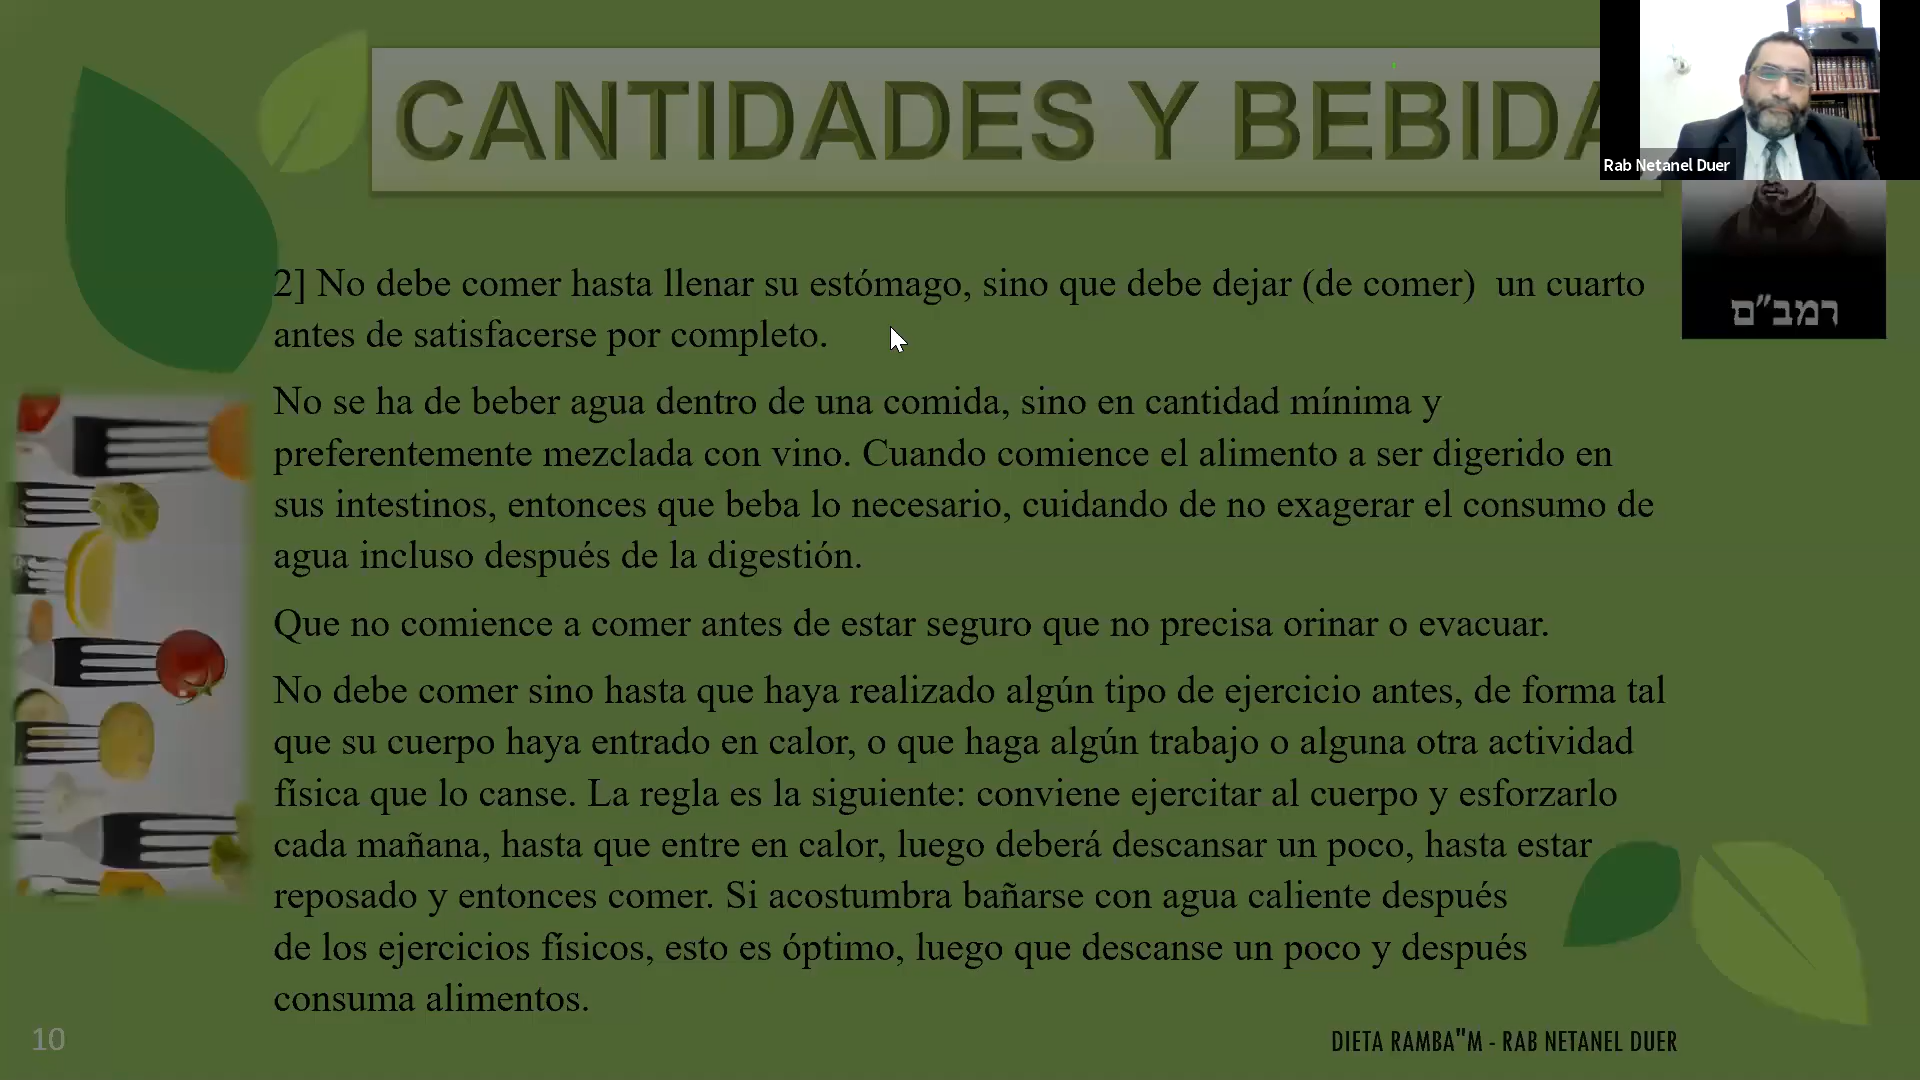 CANTIDADES Y BEBIDA
Rab Netanel Duer
רמב"ם
2] No debe comer hasta llenar su estómago, sino que debe dejar (de comer) un cuarto
antes de satisfacerse por completo.
No se ha de beber agua dentro de una comida, sino en cantidad mínima y
preferentemente mezclada con vino. Cuando comience el alimento a ser digerido en
sus intestinos, entonces que beba lo necesario, cuidando de no exagerar el consumo de
agua incluso después de la digestión.
Que no comience a comer antes de estar seguro que no precisa orinar o evacuar.
No debe comer sino hasta que haya realizado algún tipo de ejercicio antes, de forma tal
que su cuerpo haya entrado en calor, o que haga algún trabajo o alguna otra actividad
física que lo canse. La regla es la siguiente: conviene ejercitar al cuerpo y esforzarlo
cada mañana, hasta que entre en calor, luego deberá descansar un poco, hasta estar
reposado y entonces comer. Si acostumbra bañarse con agua caliente después
de los ejercicios físicos, esto es óptimo, luego que descanse un poco y después
consuma alimentos.
10
DIETA RAMBA"M - RAB NETANEL DUER